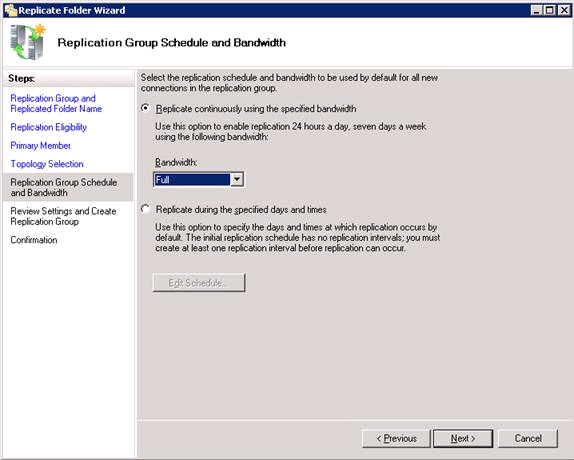 Replicate Folder Wizard
Replication Group Schedule and Bandwidth
Steps:
Replication Group and
Replicated Folder Name
Replication Eligibility
Primary Member
Topology Selection
Replication Group Schedule
and Bandwidth
Review Settings and Create
Replication Group
Confirmation
Select the replication schedule and bandwidth to be used by default for all new
connections in the replication group.
Replicate continuously using the specified bandwidth
Use this option to enable replication 24 hours a day, seven days a week
using the following bandwidth:
Bandwidth:
Full
Replicate during the specified days and times
Use this option to specify the days and times at which replication occurs by
default. The initial replication schedule has no replication intervals; you must
create at least one replication interval before replication can occur.
Edit Schedule...
< Previous
Next >
Cancel